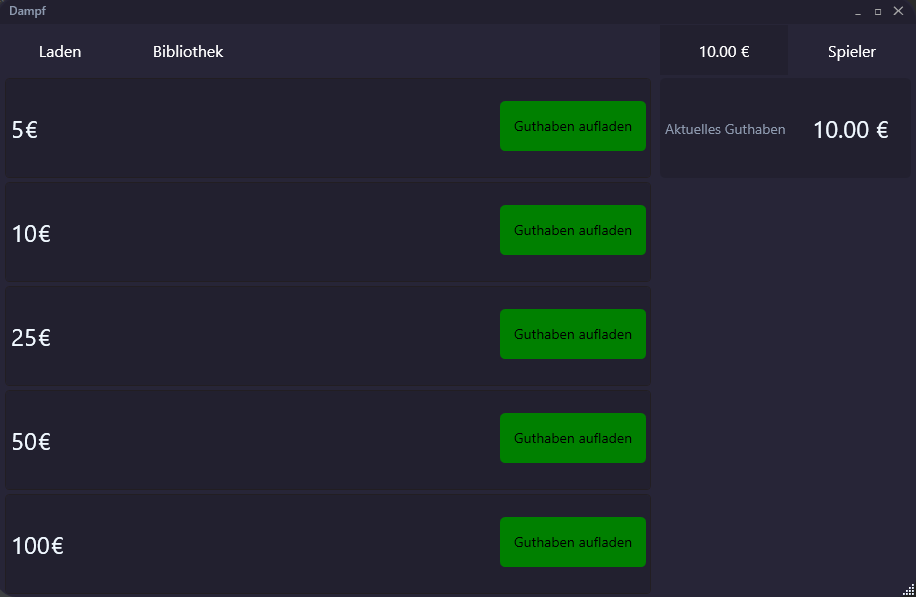 Dampf
Laden
Bibliothek
10.00 €
Spieler
5€
Guthaben aufladen
Aktuelles Guthaben
10.00 €
10€
Guthaben aufladen
25€
Guthaben aufladen
50€
Guthaben aufladen
100€
Guthaben aufladen